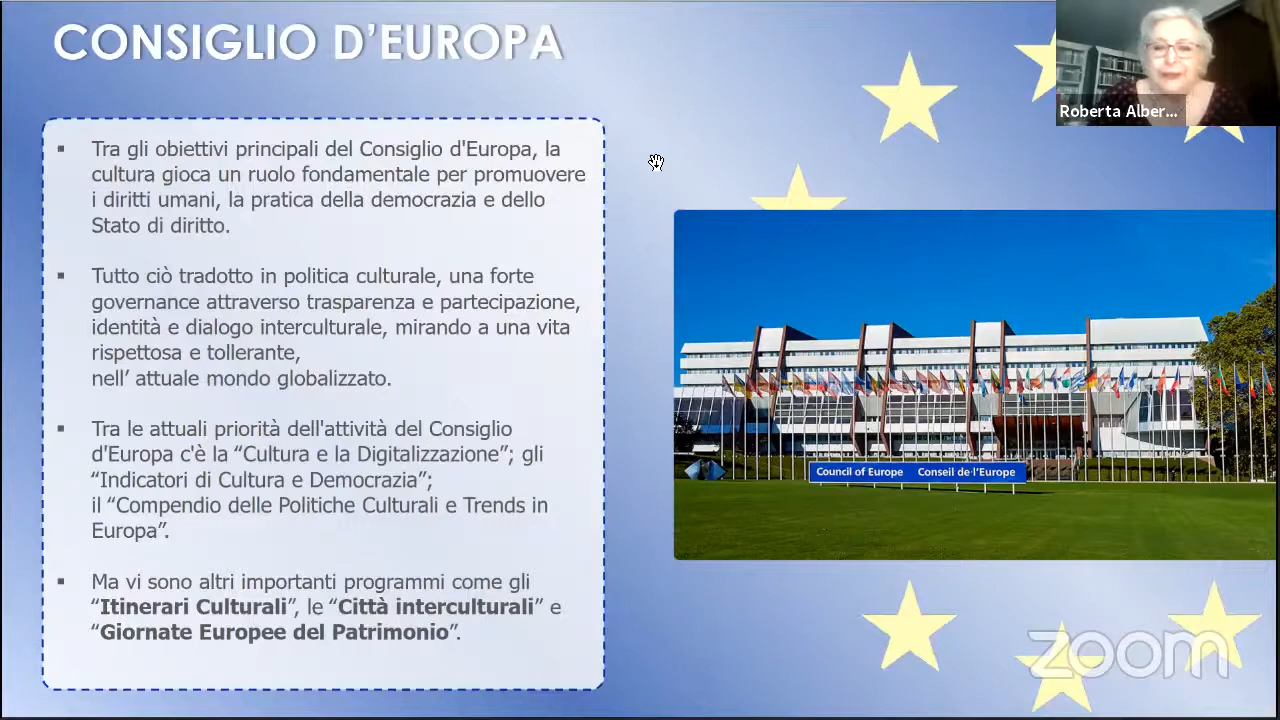 CONSIGLIO D’EUROPA
Roberta Alber...
▪ Tra gli obiettivi principali del Consiglio d'Europa, la
cultura gioca un ruolo fondamentale per promuovere
i diritti umani, la pratica della democrazia e dello
Stato di diritto.
▪ Tutto ciò tradotto in politica culturale, una forte
governance attraverso trasparenza e partecipazione,
identità e dialogo interculturale, mirando a una vita
rispettosa e tollerante,
nell’ attuale mondo globalizzato.
▪ Tra le attuali priorità dell'attività del Consiglio
d'Europa c'è la “Cultura e la Digitalizzazione”; gli
“Indicatori di Cultura e Democrazia”;
il “Compendio delle Politiche Culturali e Trends in
Europa”.
▪ Ma vi sono altri importanti programmi come gli
“Itinerari Culturali”, le “Città interculturali” e
“Giornate Europee del Patrimonio”.
Council of Europe Conseil de l'Europe
zoom